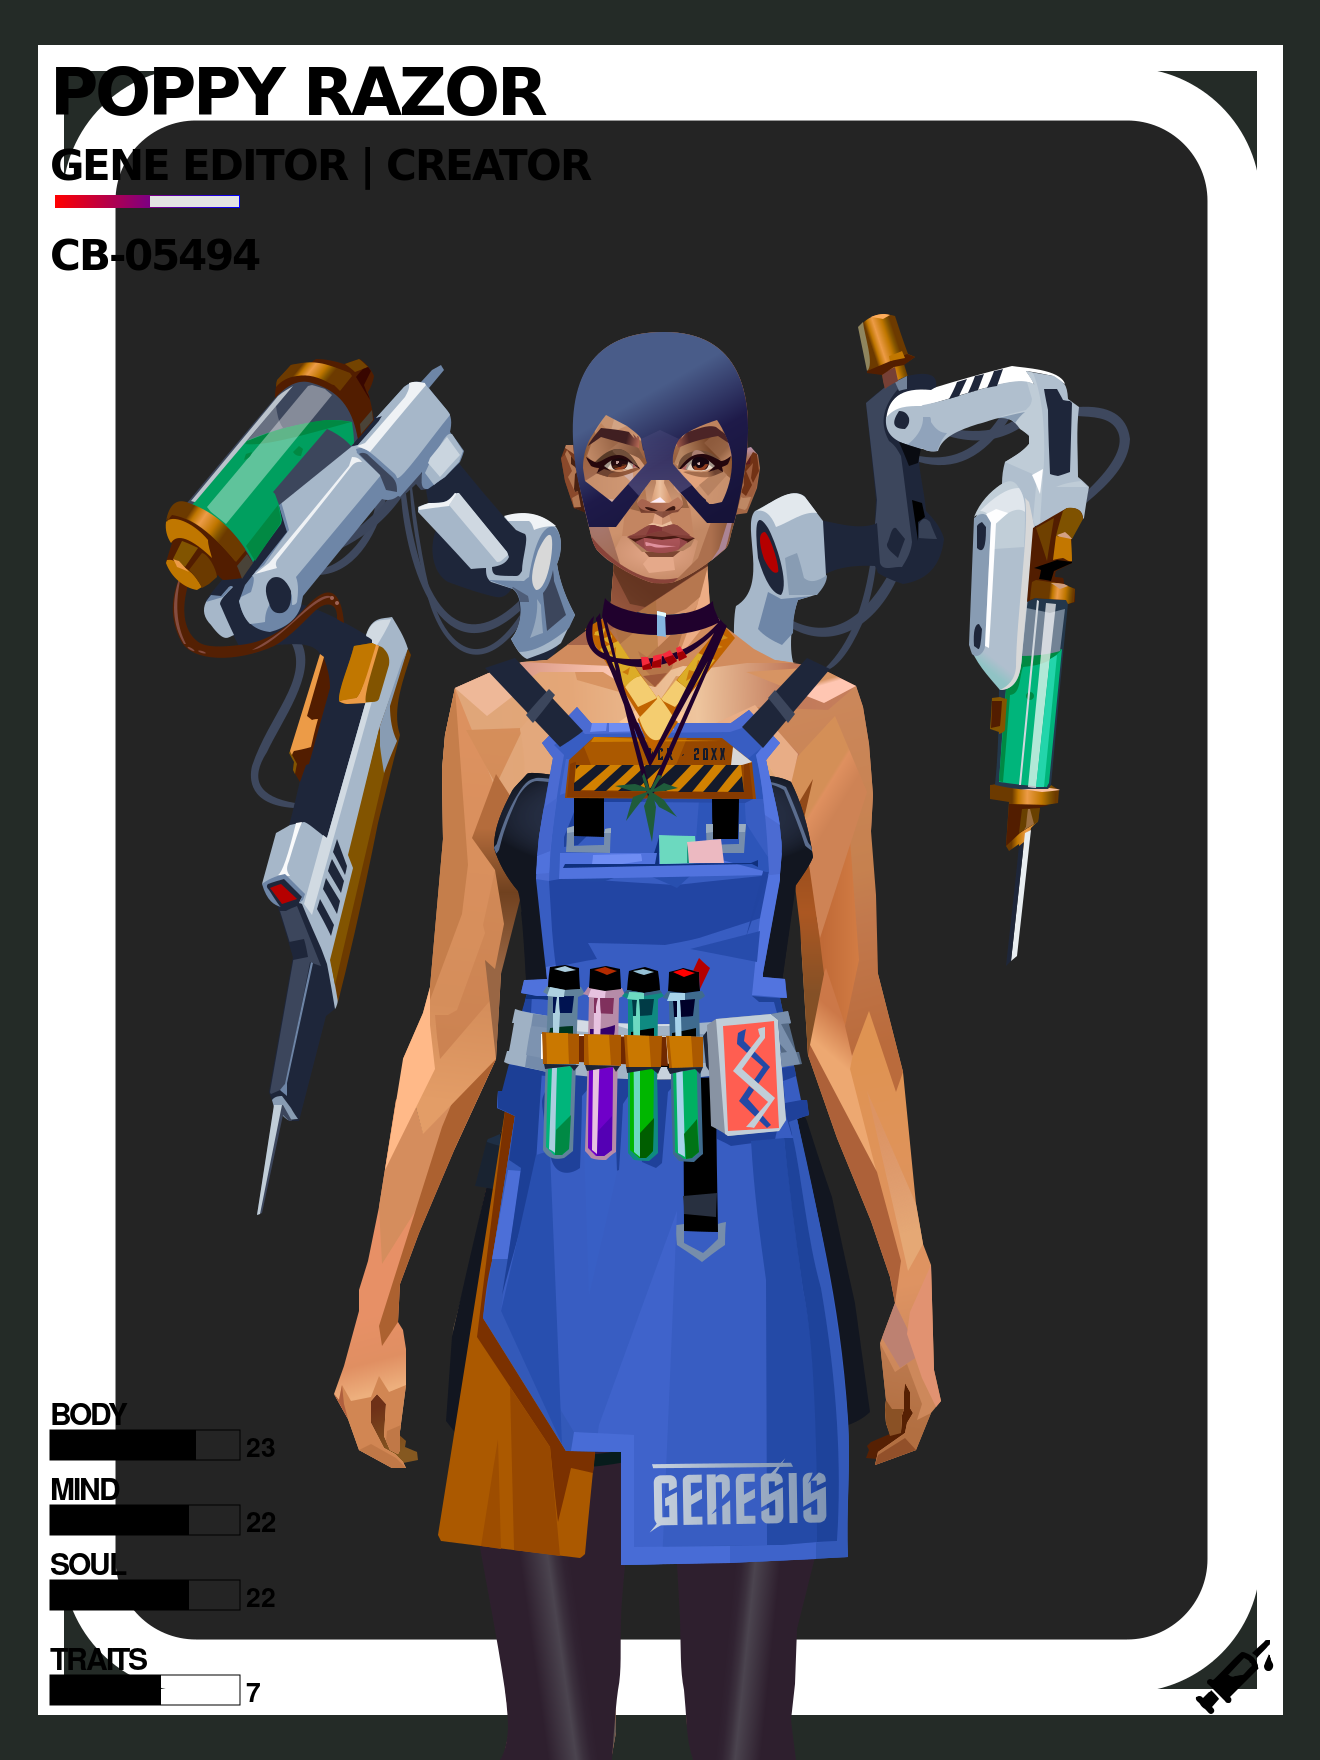 POPPY RAZOR
GENE EDITOR | CREATOR
CB-05494
20XX
GENESIS
BODY
23
MIND
22
SOUL
22
TRAITS
7